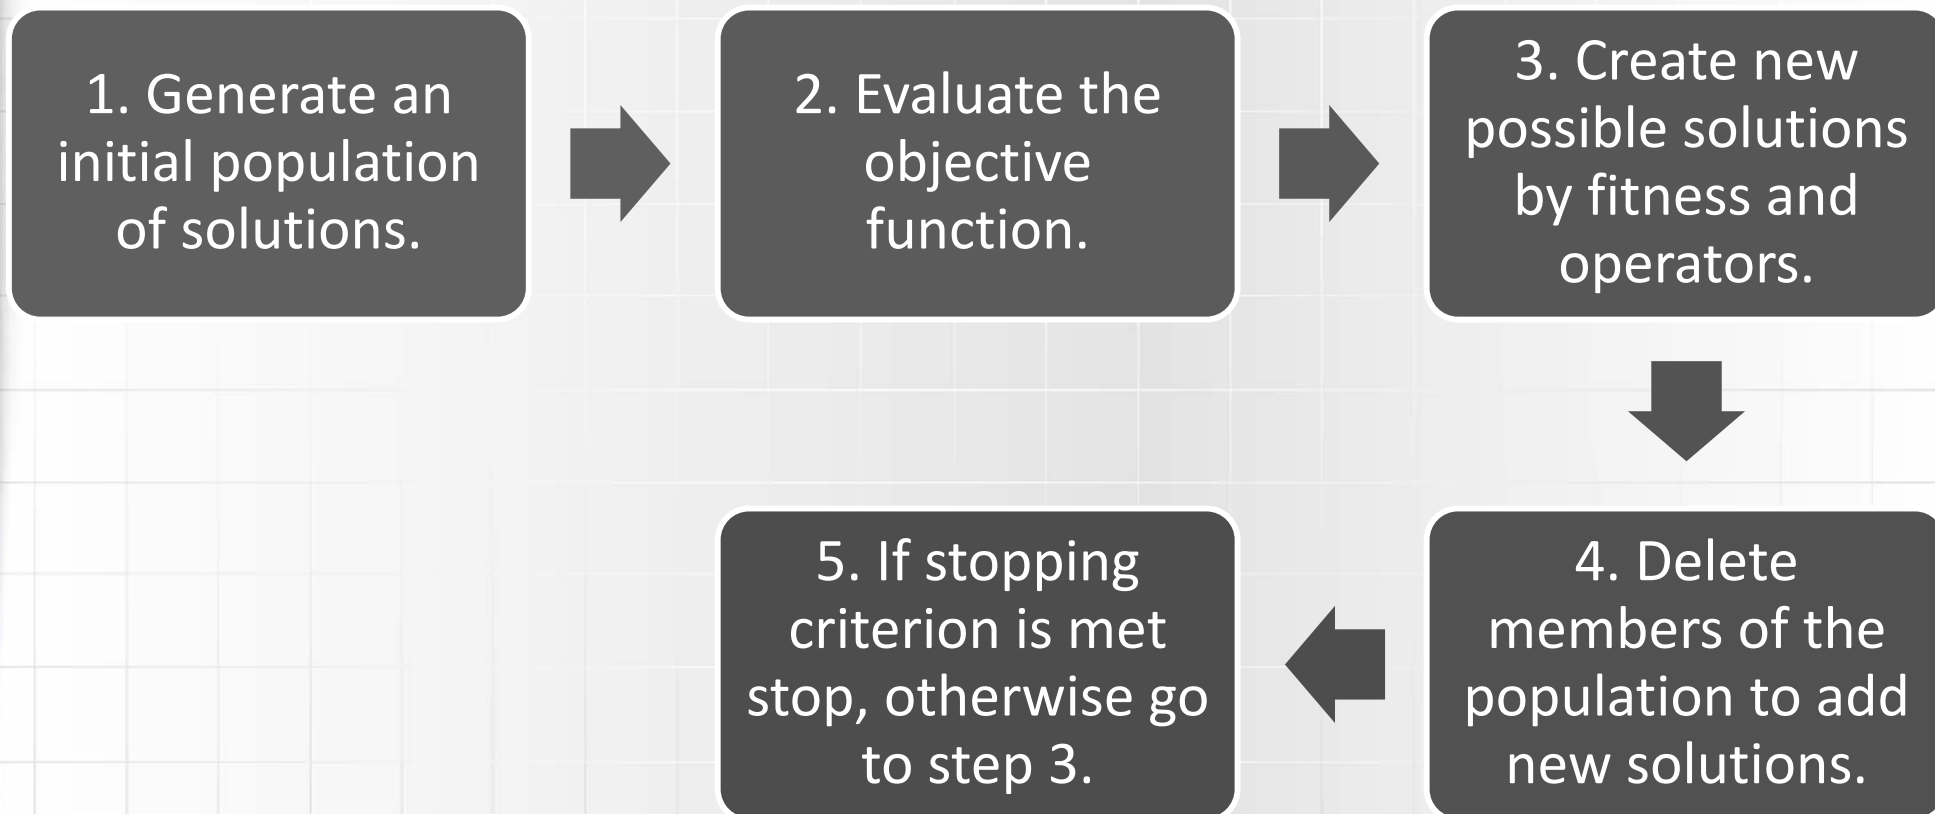 1. Generate an
initial population
of solutions.
2. Evaluate the
objective
function.
3. Create new
possible solutions
by fitness and
operators.
4. Delete
members of the
population to add
new solutions.
5. If stopping
criterion is met
stop, otherwise go
to step 3.